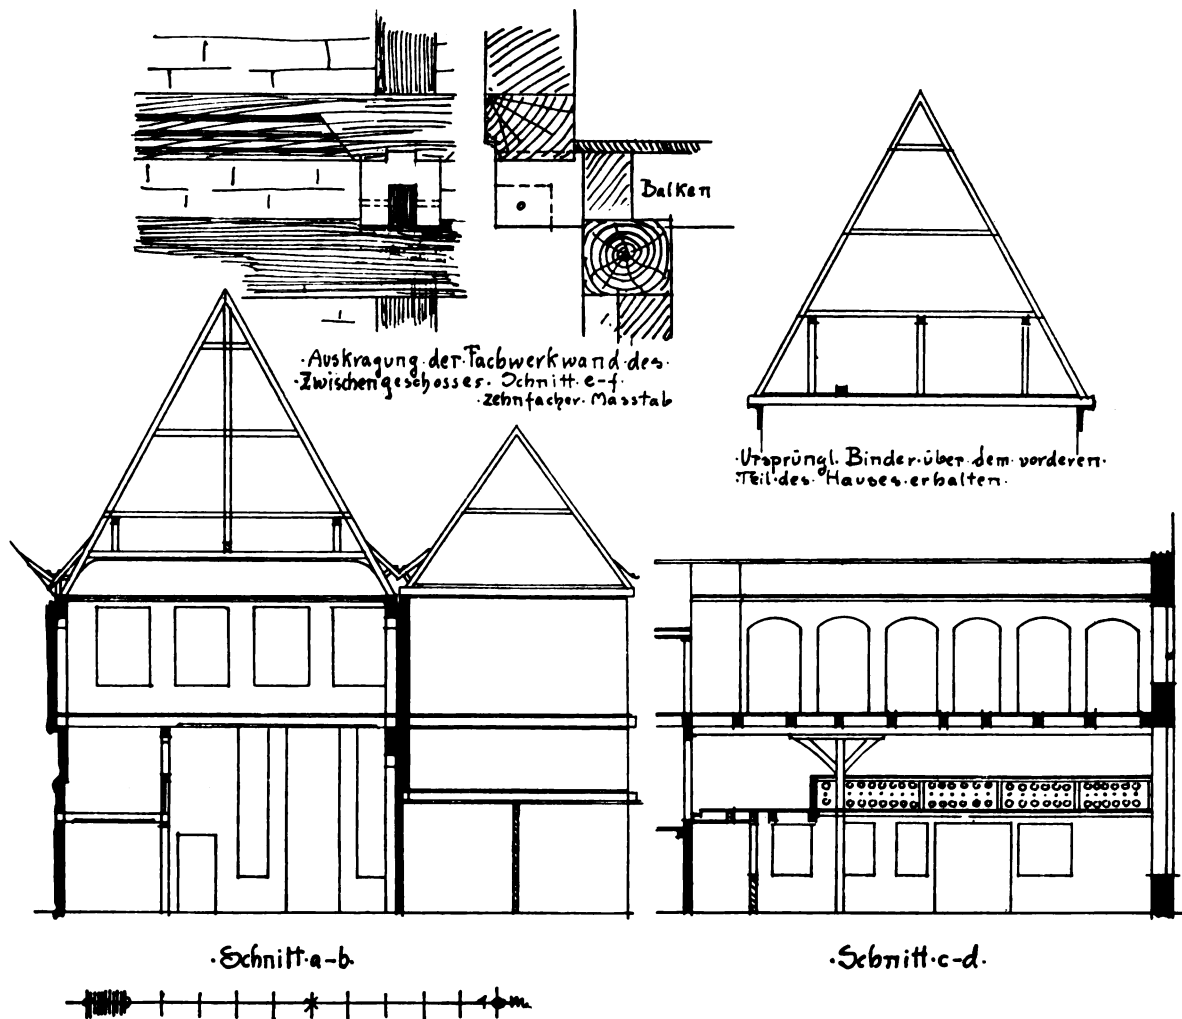 Balken
·Auskragung·der·Fachwerkwand·des·
·Zwischengeschosses·Schnitt·e-f·
·zehnfacher·Masstab
·Ursprüngl.Binder·über·dem·vorderen·
·Teil·des·Hauses·erhalten·
·Schnitt·a-b·
·Schnitt·c-d·
m.